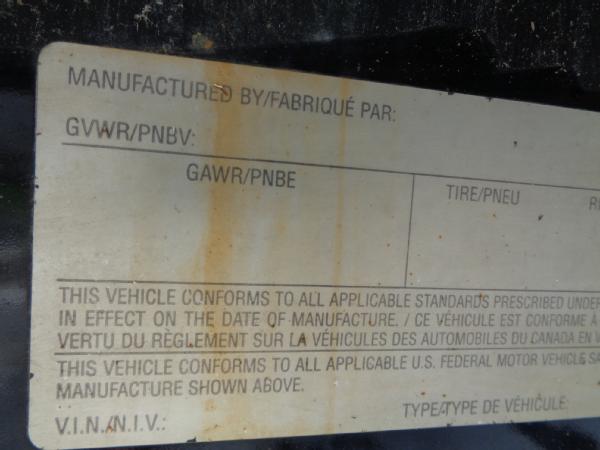 MANUFACTURED BY/FABRIQUÉ PAR:
GVWR/PNBV:
GAWR/PNBE TIRE/PNEU
THIS VEHICLE CONFORMS TO ALL APPLICABLE STANDARDS PRESCRIBED UNDER
IN EFFECT ON THE DATE OF MANUFACTURE. / CE VÉHICULE EST CONFORME À
VERTU DU RÈGLEMENT SUR LA VÉHICULES DES AUTOMOBILES DU CANADA EN
THIS VEHICLE CONFORMS TO ALL APPLICABLE U.S. FEDERAL MOTOR VEHICLE
MANUFACTURE SHOWN ABOVE.
V.I.N./N.I.V.: TYPE/TYPE DE VÉHICULE: